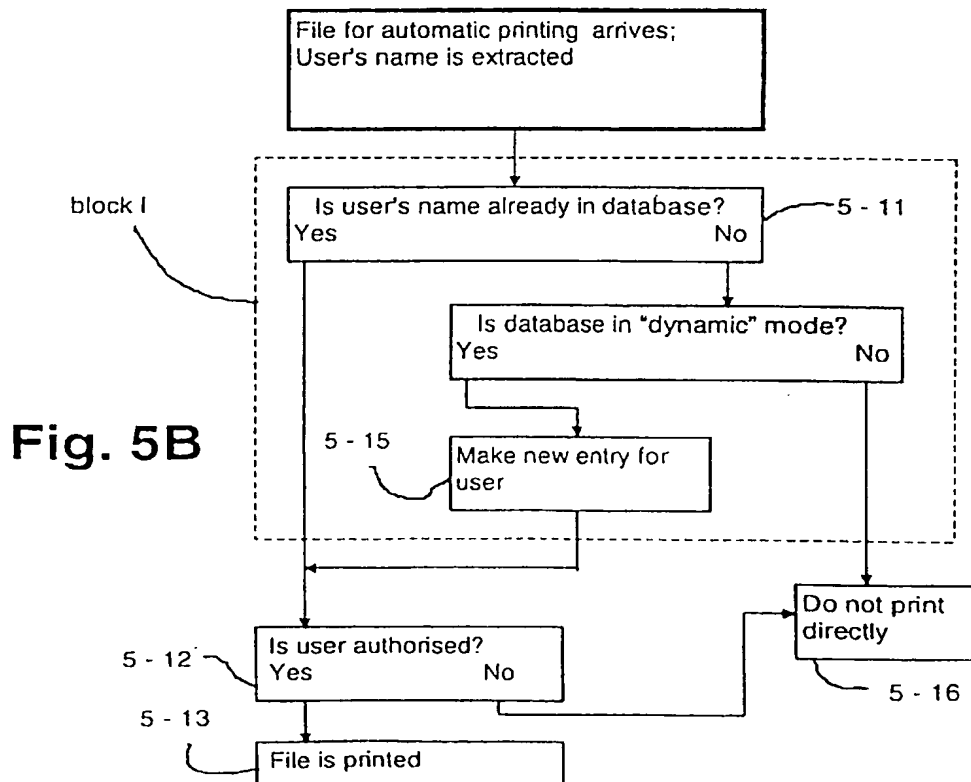 File for automatic printing arrives;
User's name is extracted
block I
Is user's name already in database?
Yes No
5 - 11
Is database in "dynamic" mode?
Yes No
Fig. 5B
5 - 15
Make new entry for
user
Do not print
directly
5 - 16
Is user authorised?
Yes No
5 - 12
5 - 13
File is printed